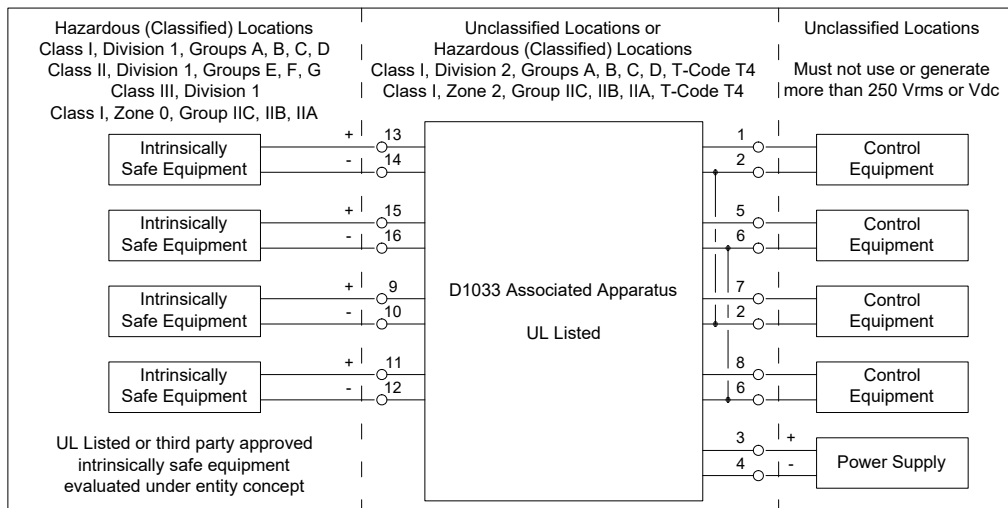 Hazardous (Classified) Locations
Class I, Division 1, Groups A, B, C, D
Class II, Division 1, Groups E, F, G
Class III, Division 1
Class I, Zone 0, Group IIC, IIB, IIA
Unclassified Locations or
Hazardous (Classified) Locations
Class I, Division 2, Groups A, B, C, D, T-Code T4
Class I, Zone 2, Group IIC, IIB, IIA, T-Code T4
Unclassified Locations
Must not use or generate
more than 250 Vrms or Vdc
Intrinsically
Safe Equipment
+ 13
- 14
Intrinsically
Safe Equipment
+ 15
- 16
Intrinsically
Safe Equipment
+ 9
- 10
Intrinsically
Safe Equipment
+ 11
- 12
UL Listed or third party approved
intrinsically safe equipment
evaluated under entity concept
D1033 Associated Apparatus
UL Listed
1
2
Control
Equipment
5
6
Control
Equipment
7
2
Control
Equipment
8
6
Control
Equipment
3 +
4 -
Power Supply